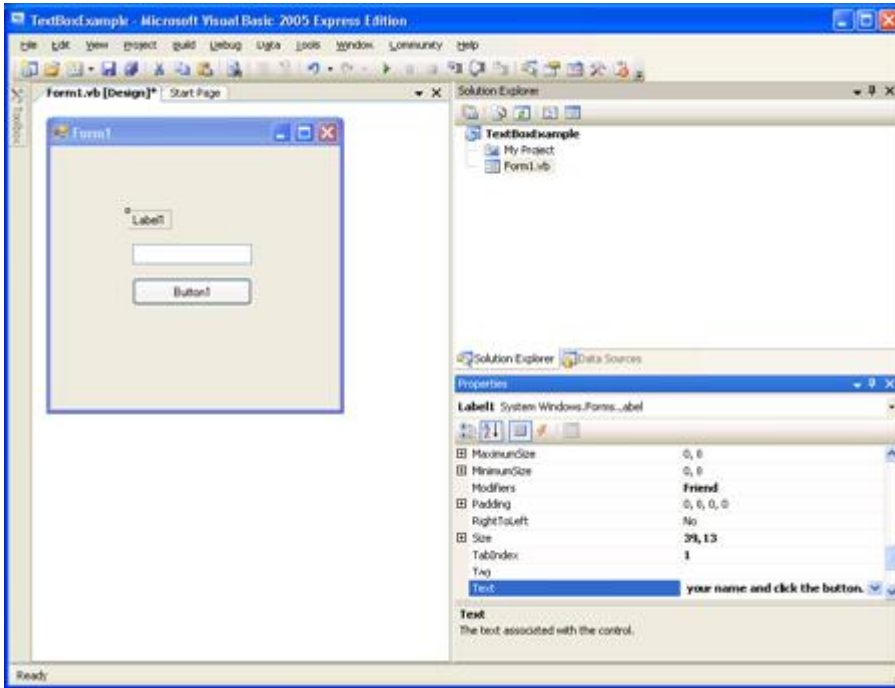 TextBoxExample - Microsoft Visual Basic 2005 Express Edition
File Edit View Project Build Debug Data Tools Window Community Help
Toolbox
Form1.vb [Design]* Start Page
Form1
Label1
Button1
Solution Explorer
TextBoxExample
My Project
Form1.vb
Solution Explorer Data Sources
Properties
Label1 System.Windows.Forms.Label
MaximumSize 0, 0
MinimumSize 0, 0
Modifiers Friend
Padding 0, 0, 0, 0
RightToLeft No
Size 39, 13
TabIndex 1
Tag
Text your name and click the button.
Text
The text associated with the control.
Ready